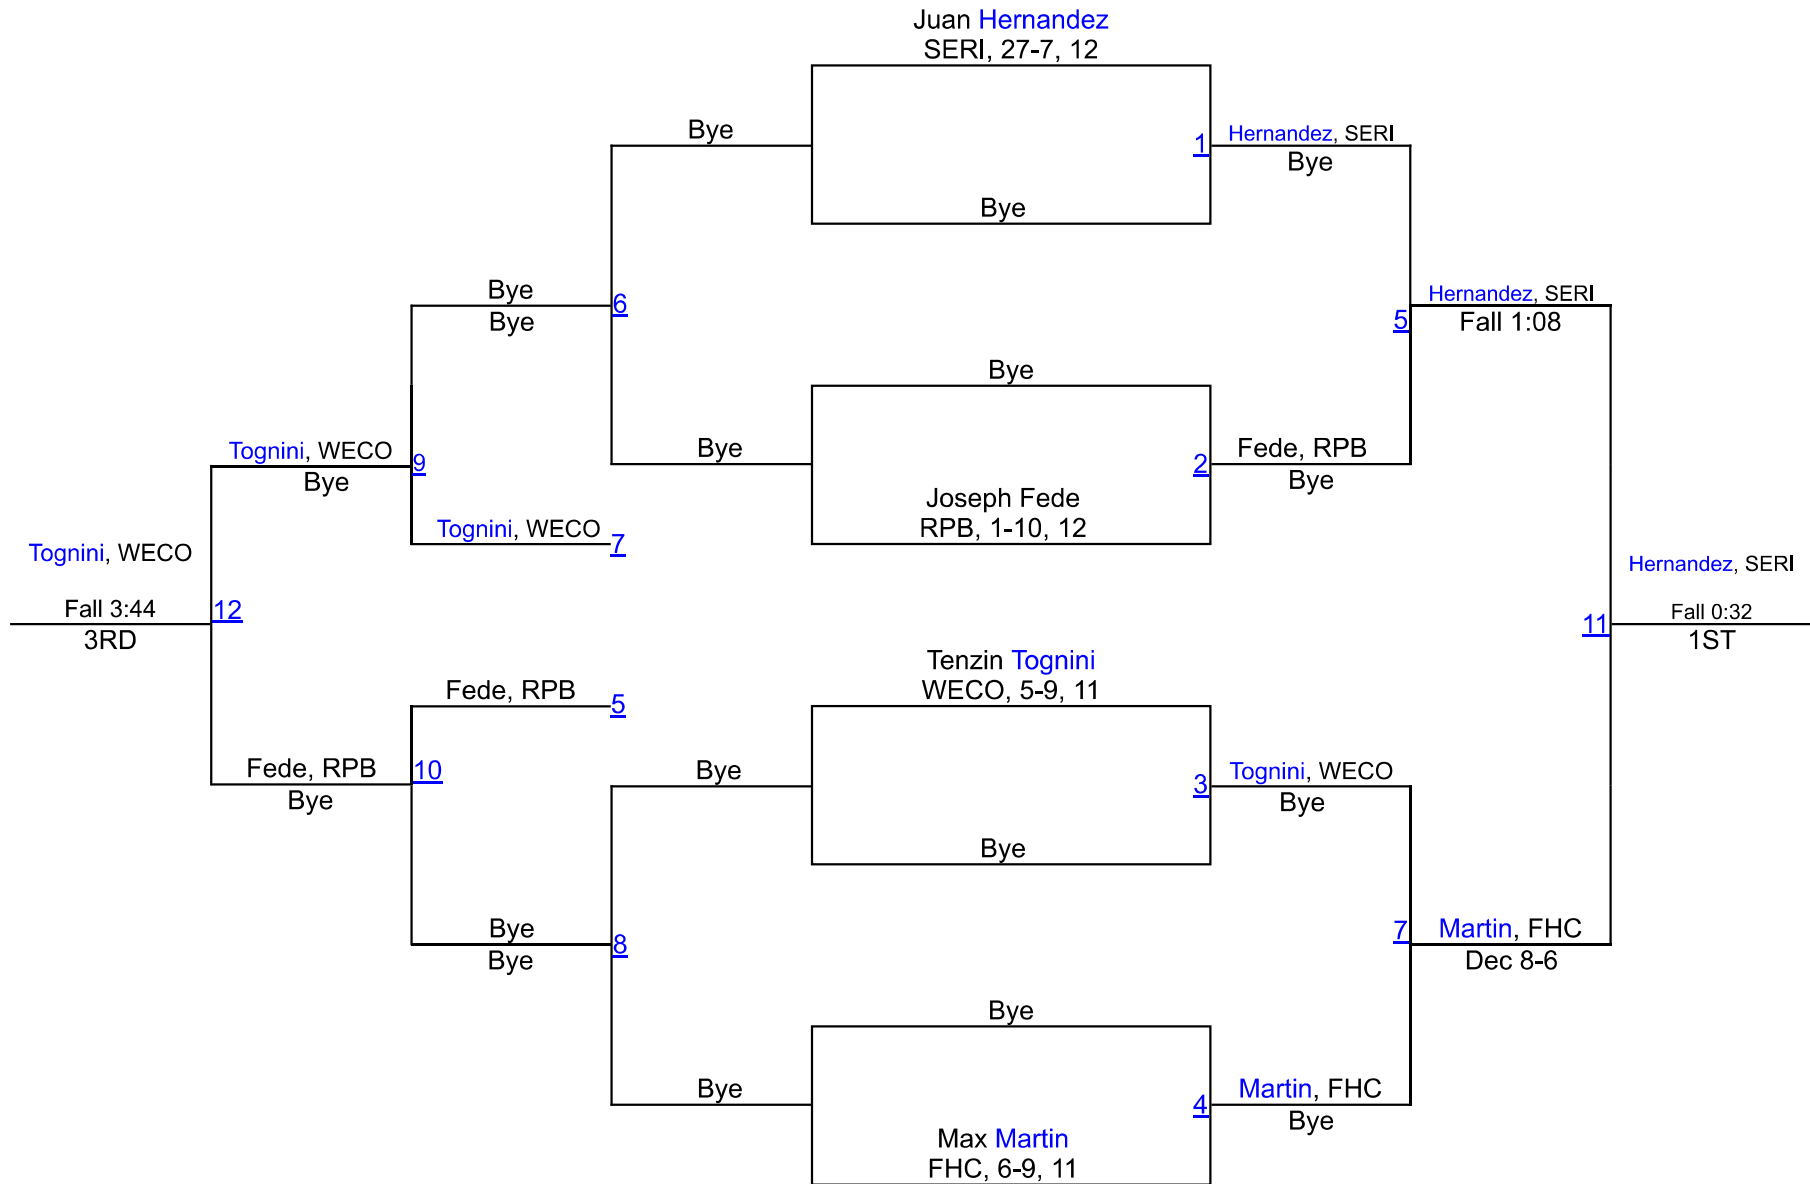 Juan Hernandez
SERI, 27-7, 12
Bye
1
Hernandez, SERI
Bye
Bye
Bye
Bye
6
Hernandez, SERI
5
Fall 1:08
Bye
Tognini, WECO
9
Bye
Bye
2
Fede, RPB
Bye
Joseph Fede
RPB, 1-10, 12
Tognini, WECO
7
Tognini, WECO
Fall 3:44
12
3RD
Hernandez, SERI
11
Fall 0:32
1ST
Tenzin Tognini
WECO, 5-9, 11
Fede, RPB
5
Fede, RPB
10
Bye
Bye
3
Tognini, WECO
Bye
Bye
Bye
8
Bye
7
Martin, FHC
Dec 8-6
Bye
Bye
4
Martin, FHC
Bye
Max Martin
FHC, 6-9, 11